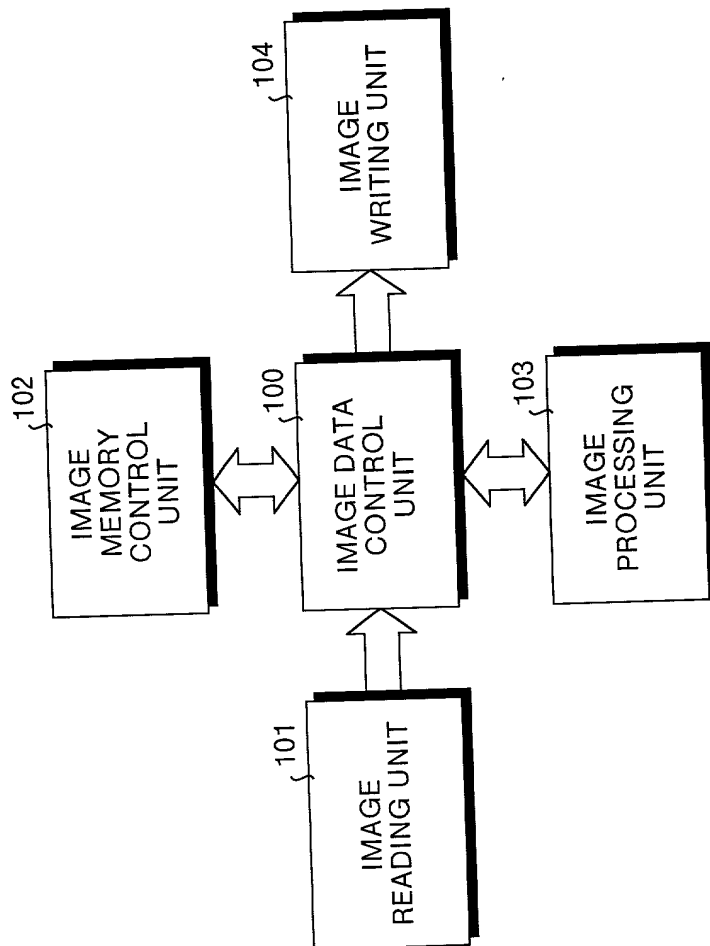 102
IMAGE
MEMORY
CONTROL
UNIT
101
IMAGE
READING UNIT
100
IMAGE DATA
CONTROL
UNIT
104
IMAGE
WRITING UNIT
103
IMAGE
PROCESSING
UNIT